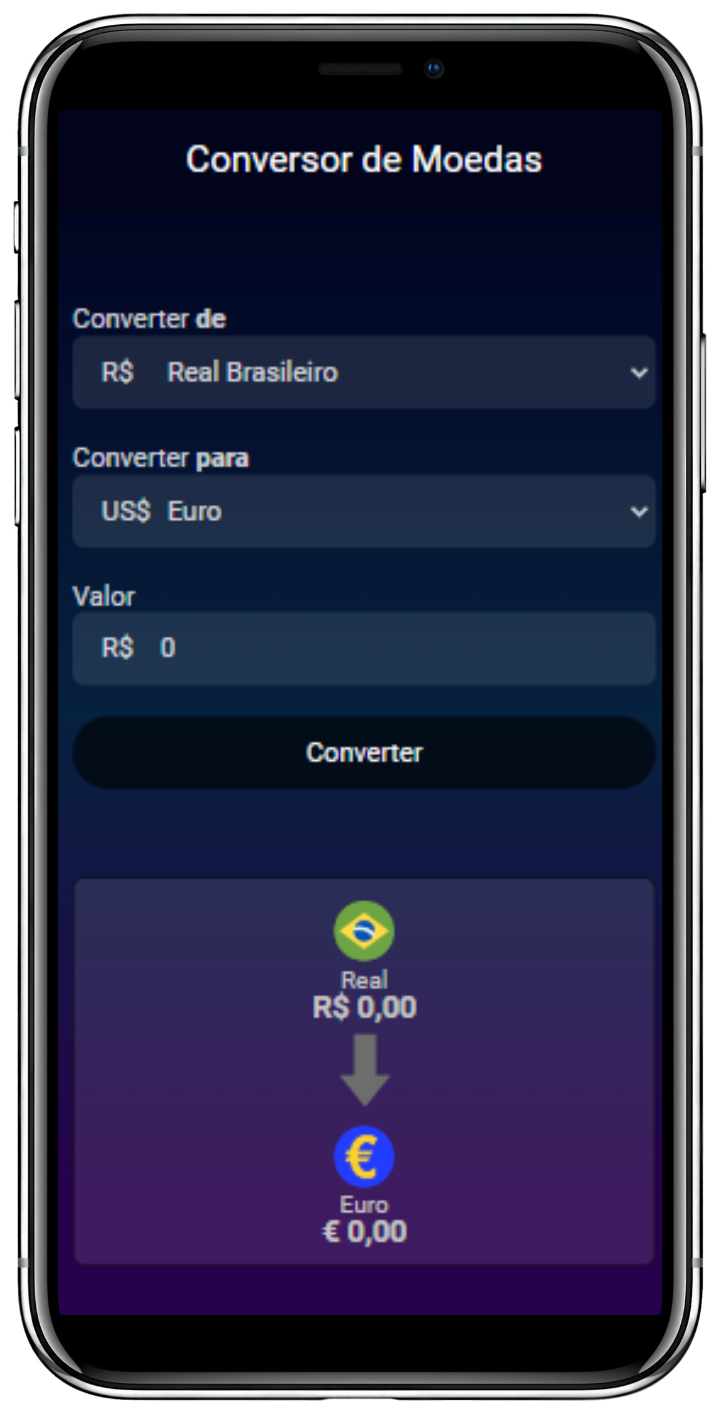 Conversor de Moedas
Converter de
R$ Real Brasileiro
Converter para
US$ Euro
Valor
R$ 0
Converter
Real
R$ 0,00
€
Euro
€ 0,00